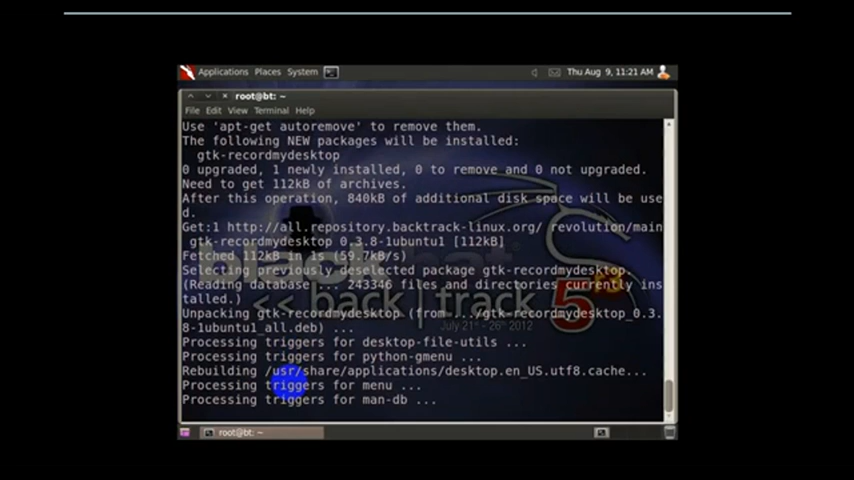 Applications Places System Thu Aug 9, 11:21 AM
root@bt: ~
File Edit View Terminal Help
Use 'apt-get autoremove' to remove them.
The following NEW packages will be installed:
gtk-recordmydesktop
0 upgraded, 1 newly installed, 0 to remove and 0 not upgraded.
Need to get 112kB of archives.
After this operation, 840kB of additional disk space will be use
d.
Get:1 http://all.repository.backtrack-linux.org/ revolution/main
gtk-recordmydesktop 0.3.8-1ubuntu1 [112kB]
Fetched 112kB in 1s (59.7kB/s)
black hat
Selecting previously deselected package gtk-recordmydesktop.
(Reading database ... 243346 files and directories currently ins
talled.)
<< back | track 5
Unpacking gtk-recordmydesktop (from .../gtk-recordmydesktop_0.3.
8-1ubuntu1_all.deb) ...
July 21st - 26th 2012
Processing triggers for desktop-file-utils ...
Processing triggers for python-gmenu ...
Rebuilding /usr/share/applications/desktop.en_US.utf8.cache...
Processing triggers for menu ...
Processing triggers for man-db ...
root@bt: ~